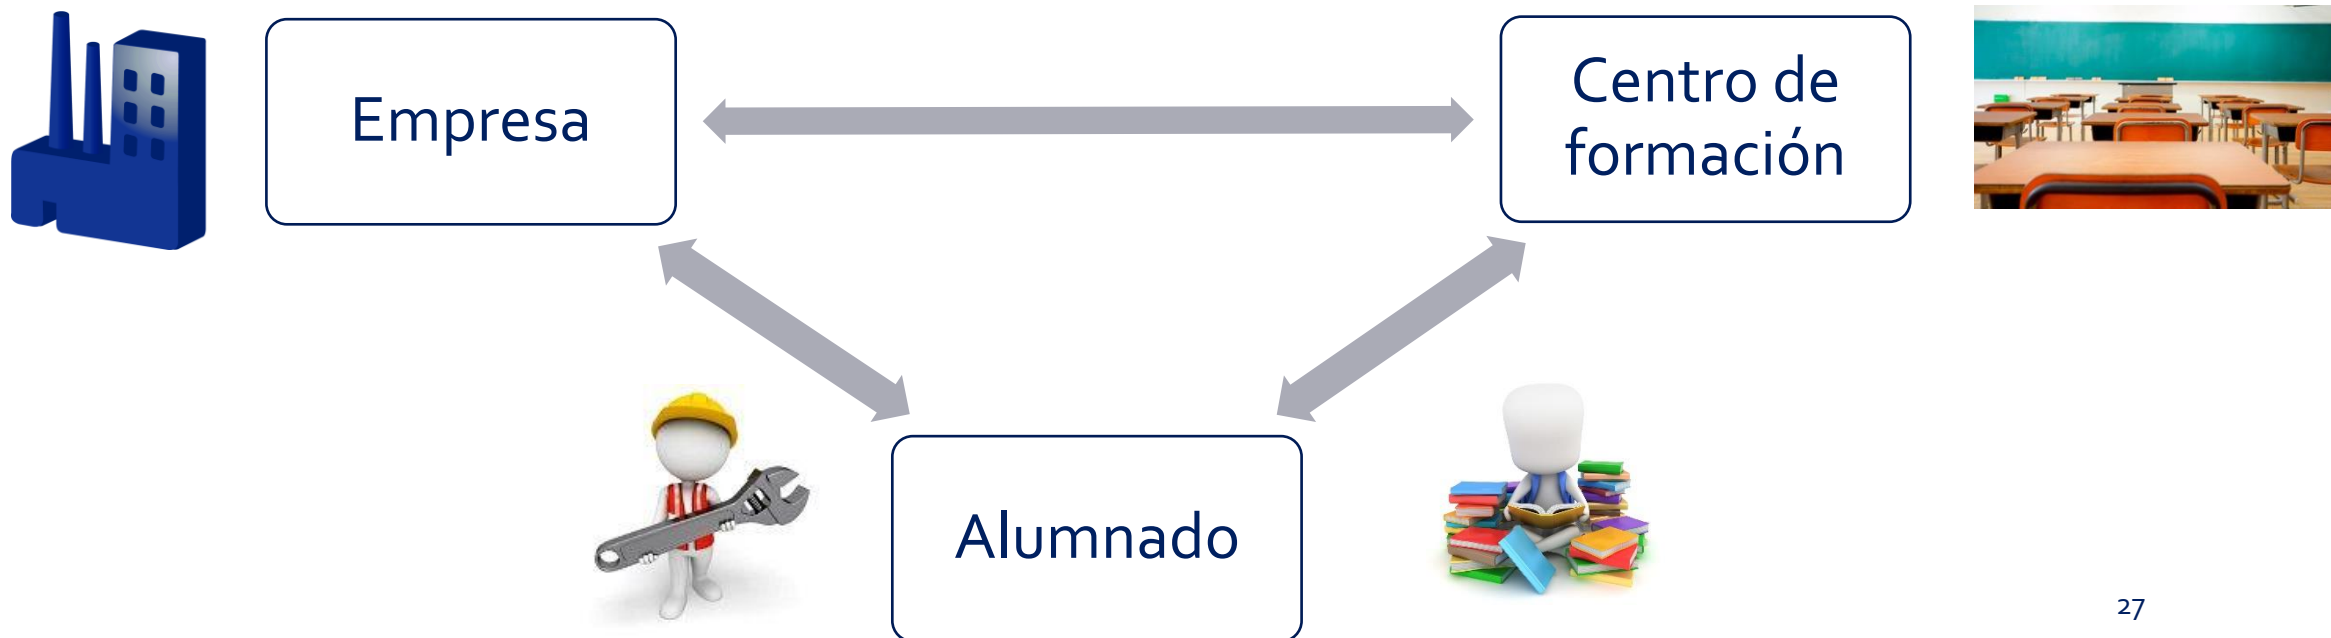 Empresa
Centro de
formación
Alumnado
27